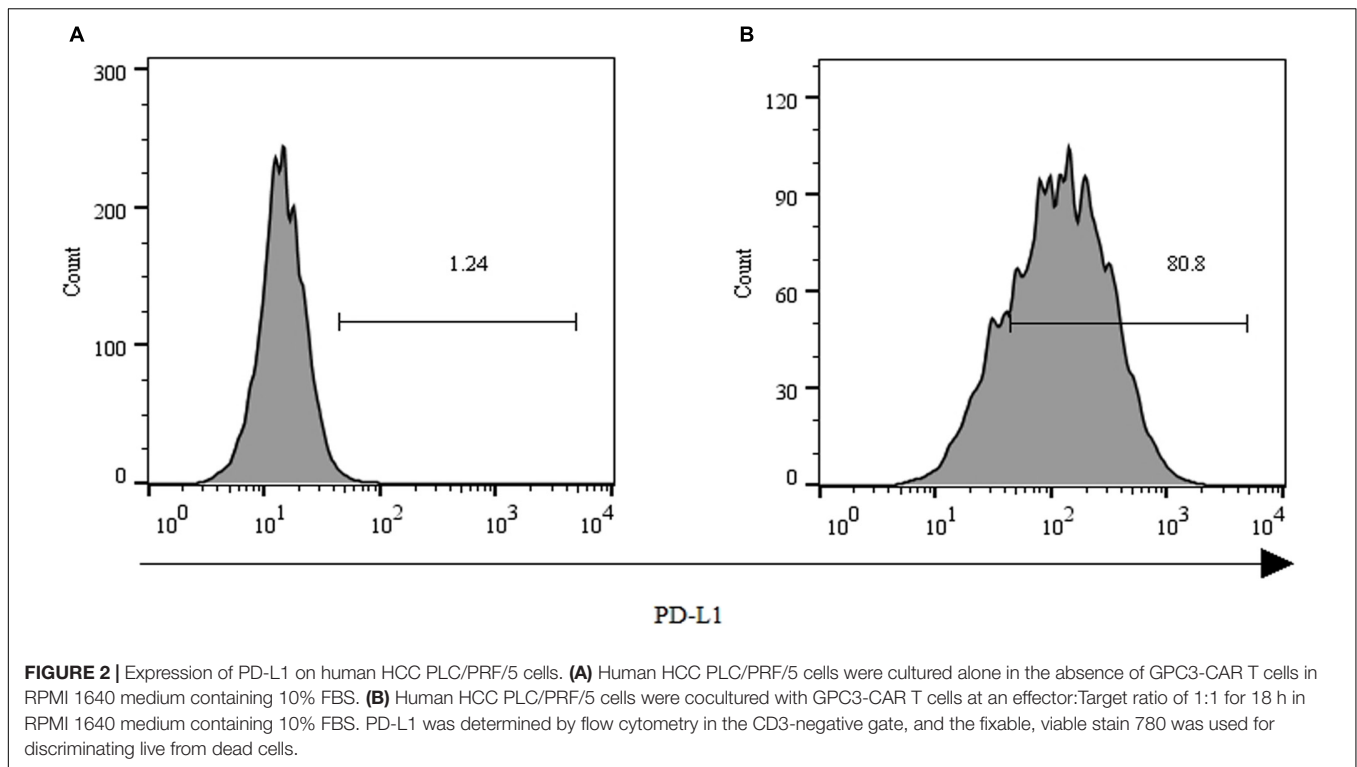 A
B
300
200
100
0
Count
1.24
10^0 10^1 10^2 10^3 10^4
120
90
60
30
0
Count
80.8
10^0 10^1 10^2 10^3 10^4
PD-L1
FIGURE 2 | Expression of PD-L1 on human HCC PLC/PRF/5 cells. (A) Human HCC PLC/PRF/5 cells were cultured alone in the absence of GPC3-CAR T cells in
RPMI 1640 medium containing 10% FBS. (B) Human HCC PLC/PRF/5 cells were cocultured with GPC3-CAR T cells at an effector:Target ratio of 1:1 for 18 h in
RPMI 1640 medium containing 10% FBS. PD-L1 was determined by flow cytometry in the CD3-negative gate, and the fixable, viable stain 780 was used for
discriminating live from dead cells.